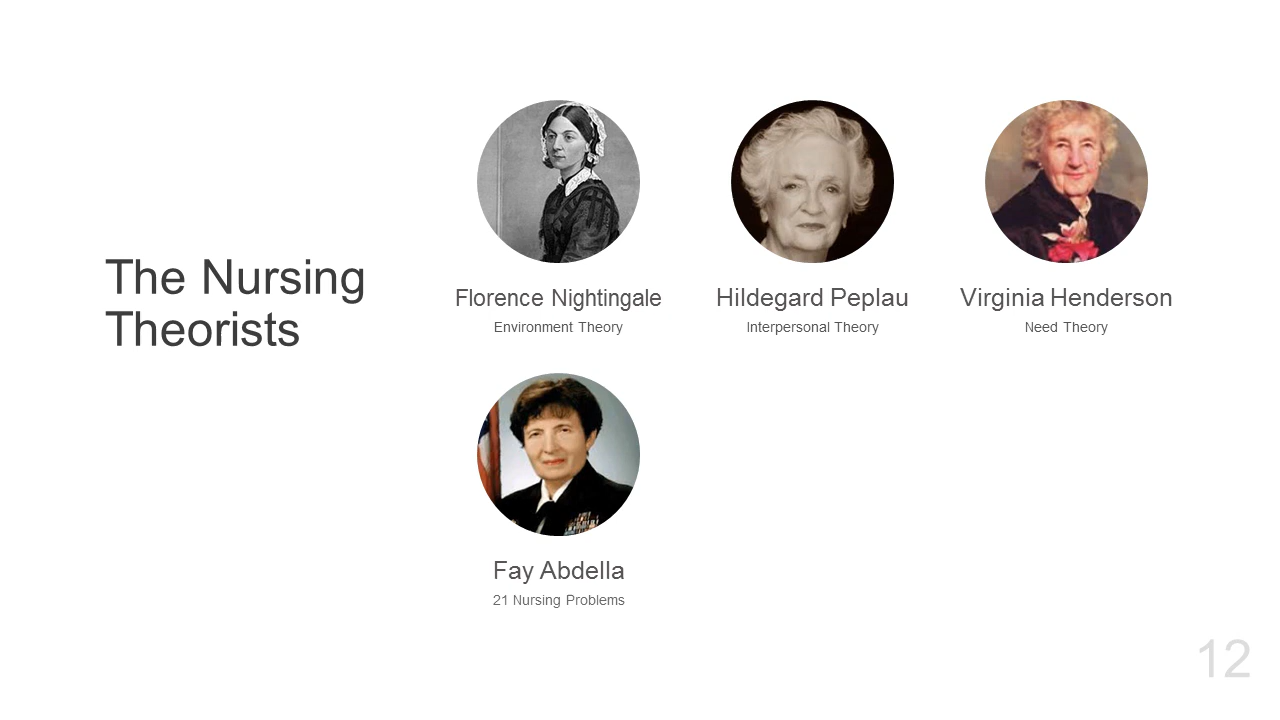 The Nursing
Theorists
Florence Nightingale
Environment Theory
Hildegard Peplau
Interpersonal Theory
Virginia Henderson
Need Theory
Fay Abdella
21 Nursing Problems
12